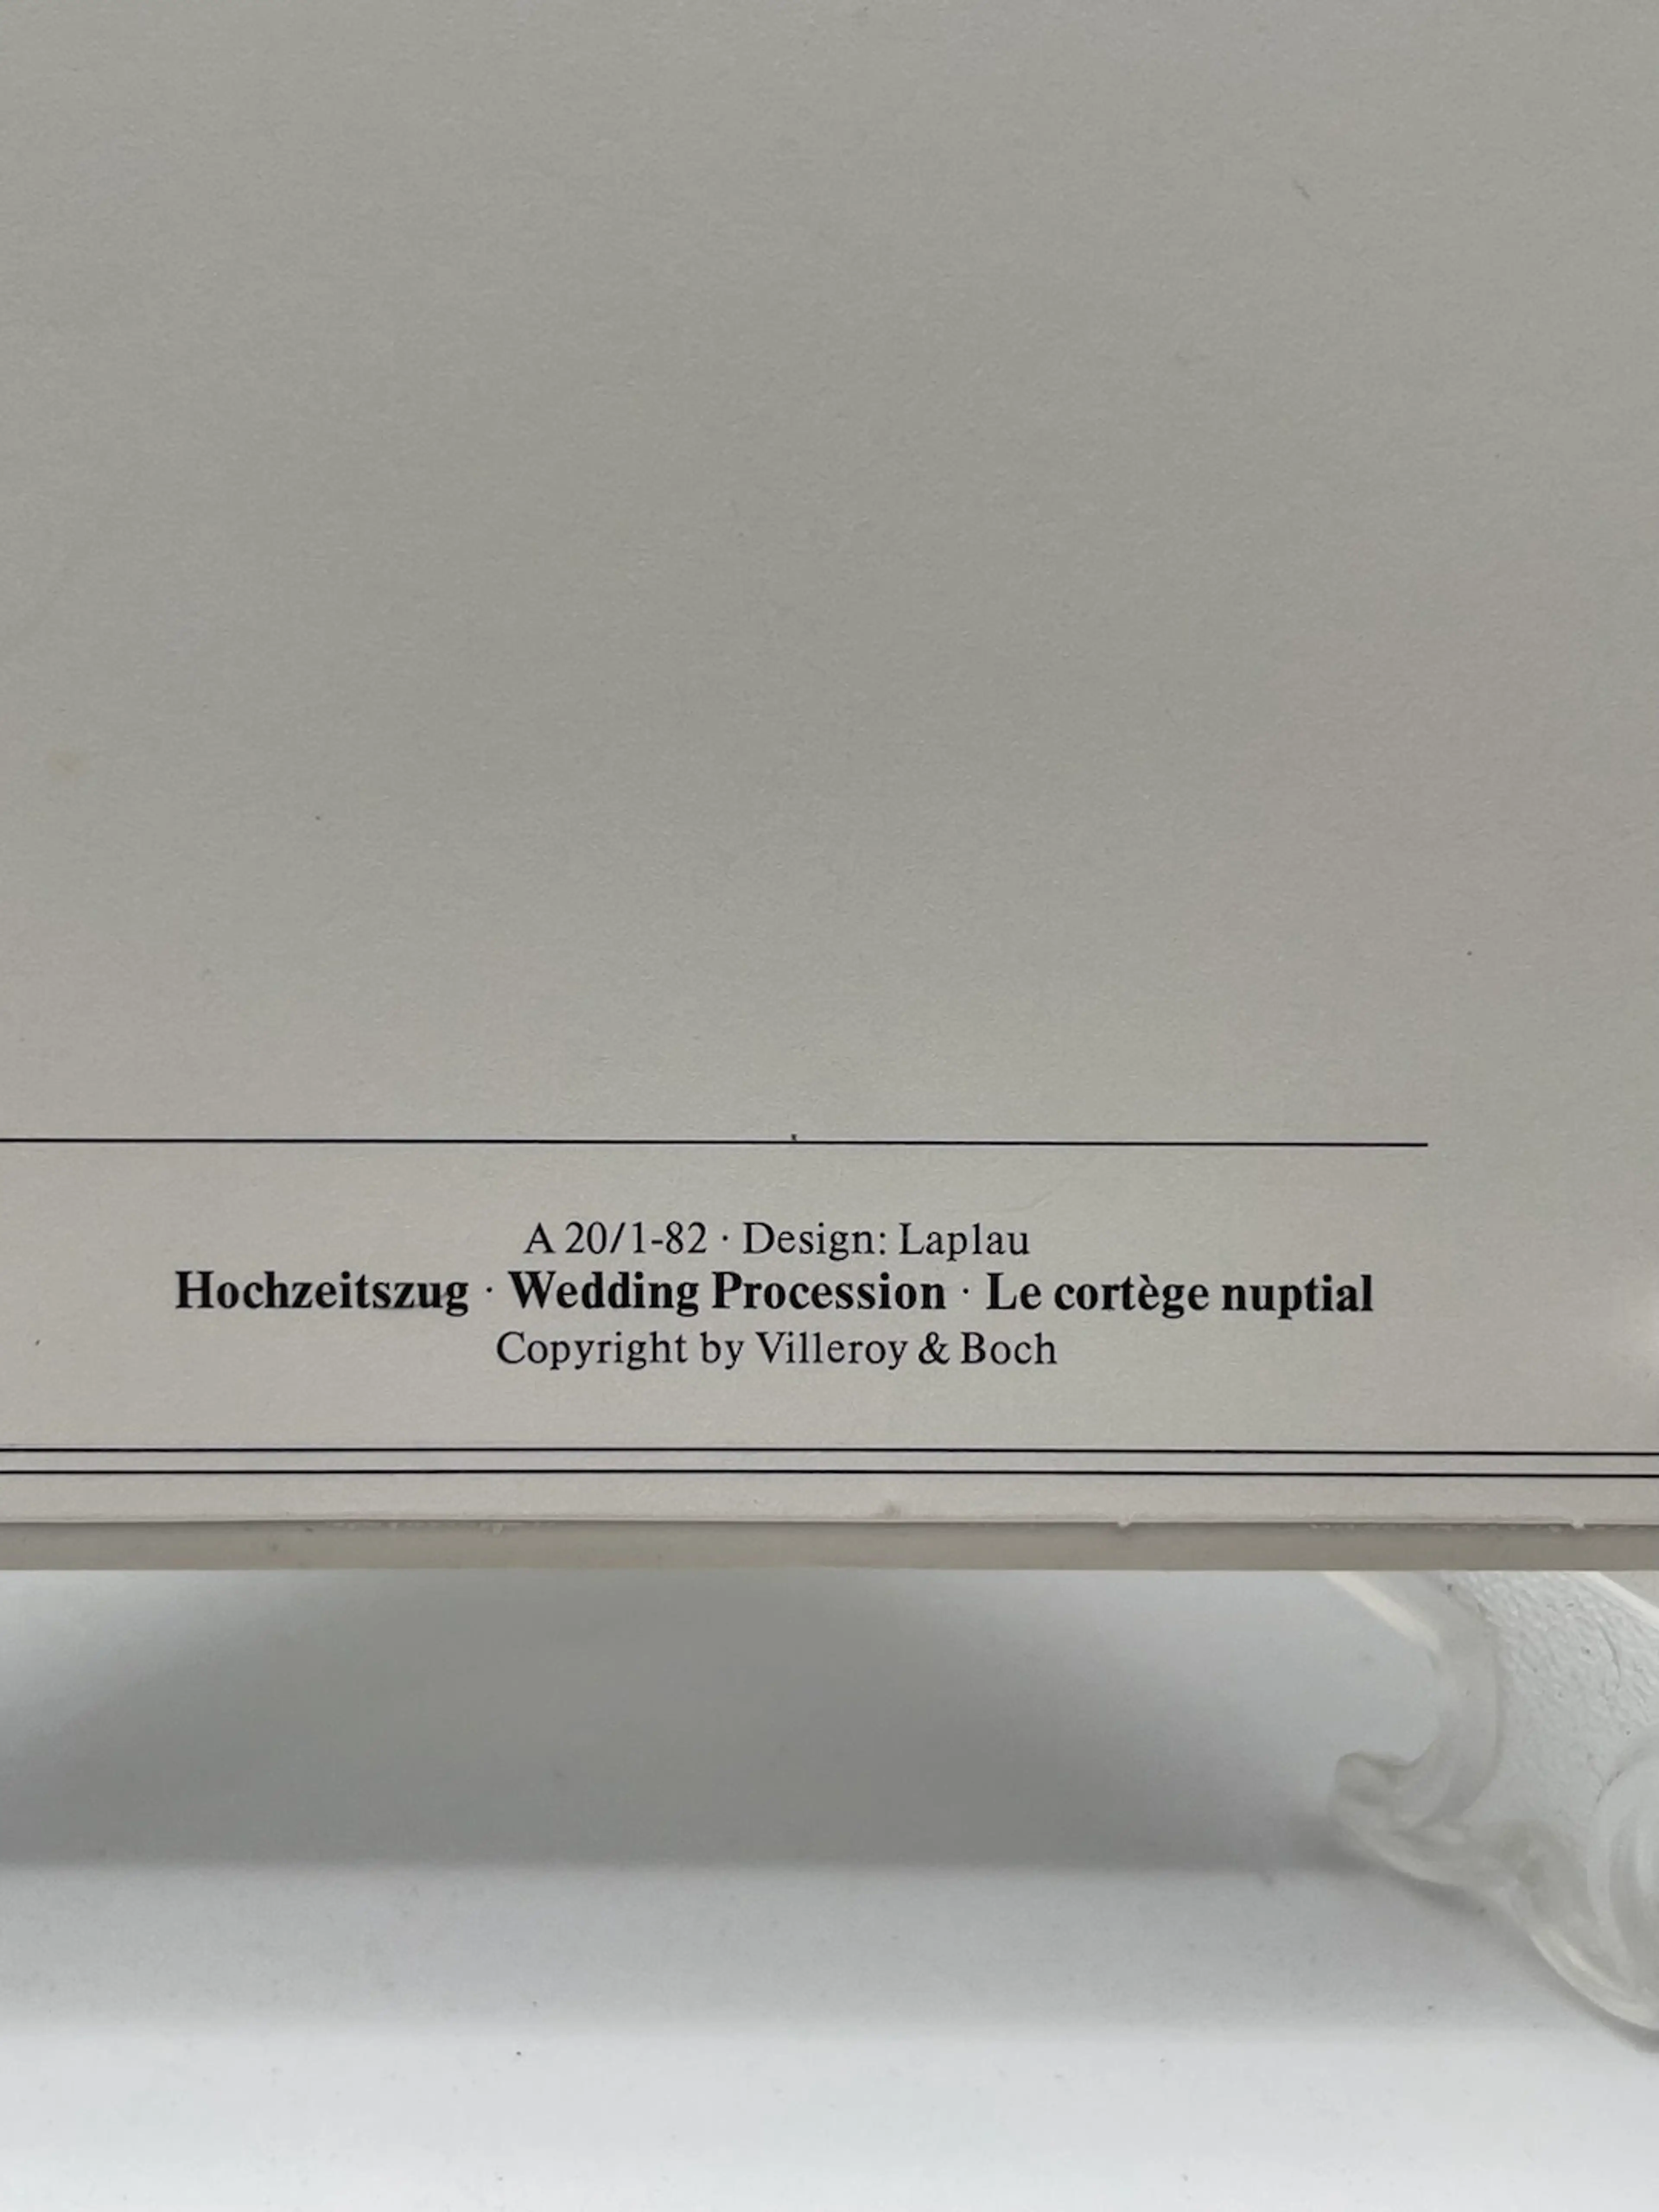 A 20/1-82 · Design: Laplau
Hochzeitszug · Wedding Procession · Le cortège nuptial
Copyright by Villeroy & Boch